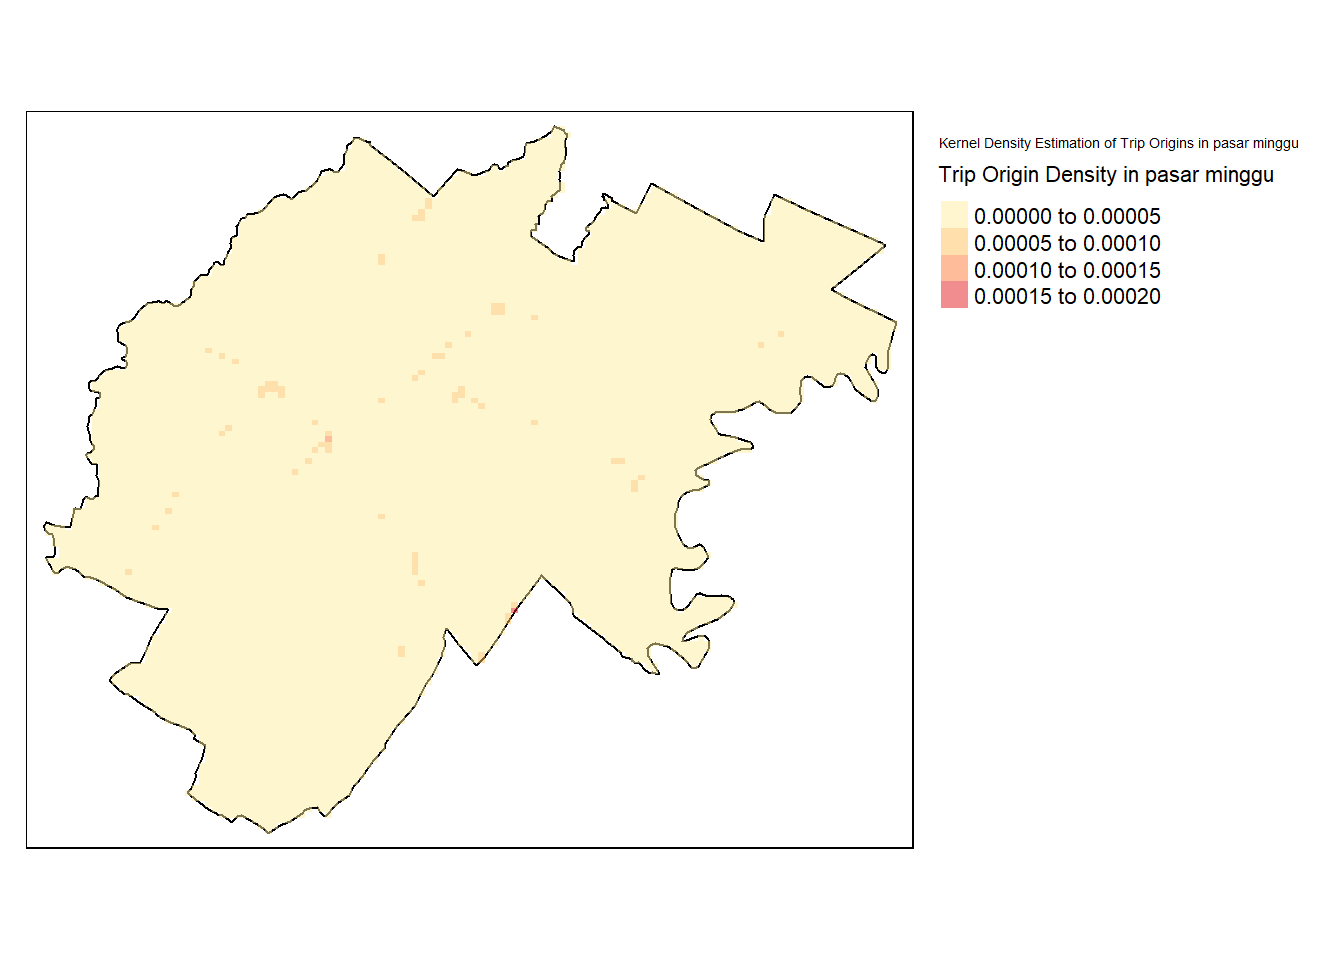 Kernel Density Estimation of Trip Origins in pasar minggu
Trip Origin Density in pasar minggu
0.00000 to 0.00005
0.00005 to 0.00010
0.00010 to 0.00015
0.00015 to 0.00020